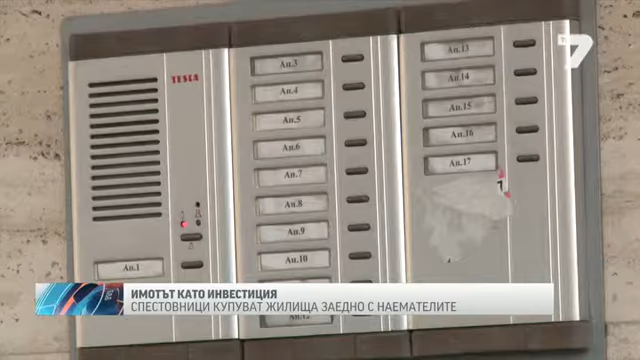 TESLA
Ап.1
Ап.3
Ап.4
Ап.5
Ап.6
Ап.7
Ап.8
Ап.9
Ап.10
Ап.12
Ап.13
Ап.14
Ап.15
Ап.16
Ап.17
1
7
ИМОТЪТ КАТО ИНВЕСТИЦИЯ
СПЕСТОВНИЦИ КУПУВАТ ЖИЛИЩА ЗАЕДНО С НАЕМАТЕЛИТЕ